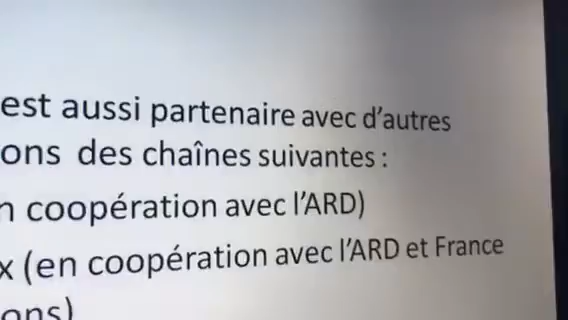 est aussi partenaire avec d'autres
ons des chaînes suivantes :
n coopération avec l'ARD)
x (en coopération avec l'ARD et France
ons)